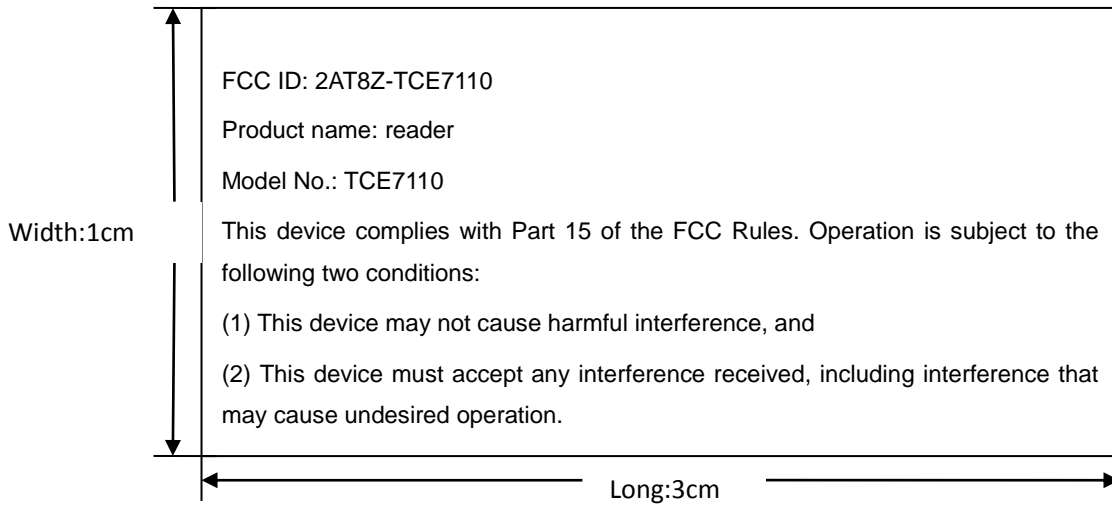 FCC ID: 2AT8Z-TCE7110
Product name: reader
Model No.: TCE7110
Width:1cm
This device complies with Part 15 of the FCC Rules. Operation is subject to the
following two conditions:
(1) This device may not cause harmful interference, and
(2) This device must accept any interference received, including interference that
may cause undesired operation.
Long:3cm